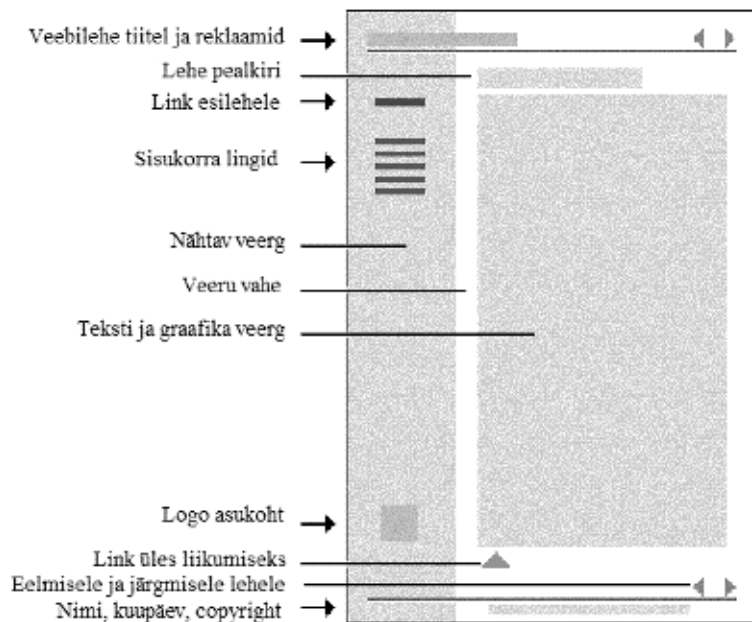 Veebilehe tiitel ja reklaamid
Lehe pealkiri
Link esilehele
Sisukorra lingid
Nähtav veerg
Veeru vahe
Teksti ja graafika veerg
Logo asukoht
Link üles liikumiseks
Eelmisele ja järgmisele lehele
Nimi, kuupäev, copyright